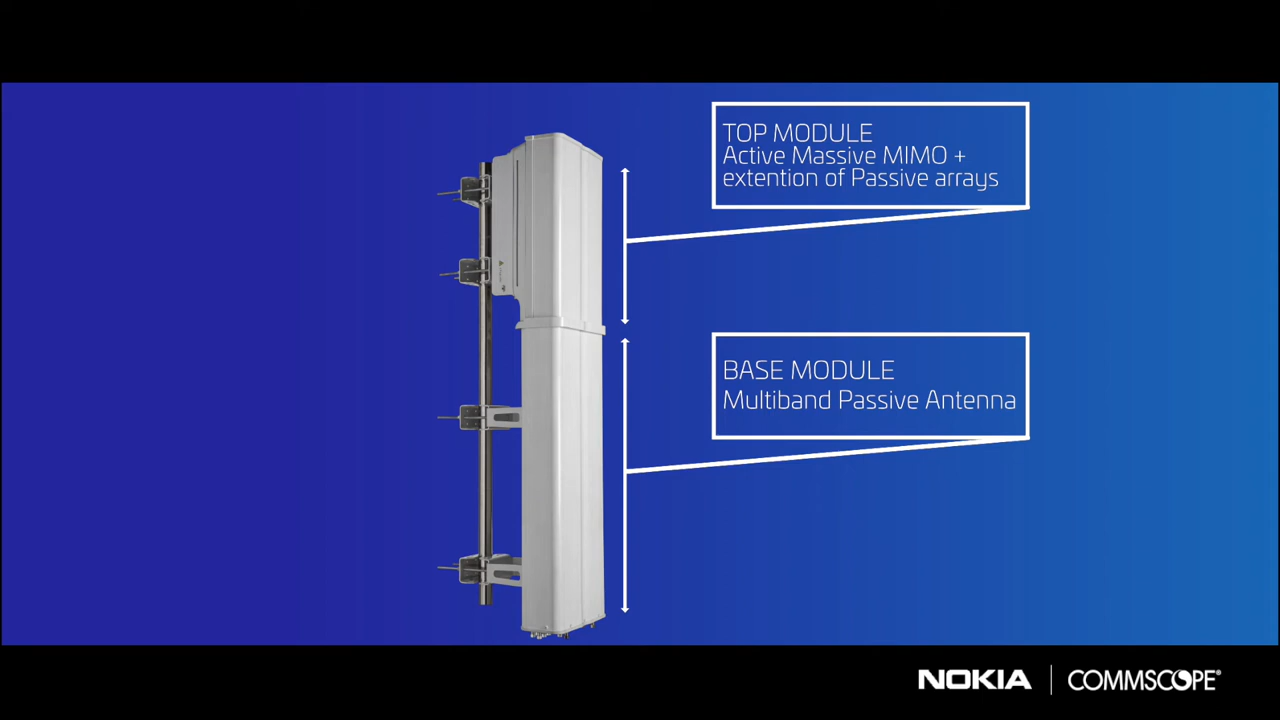 TOP MODULE
Active Massive MIMO +
extention of Passive arrays
BASE MODULE
Multiband Passive Antenna
NOKIA | COMMSCOPE®